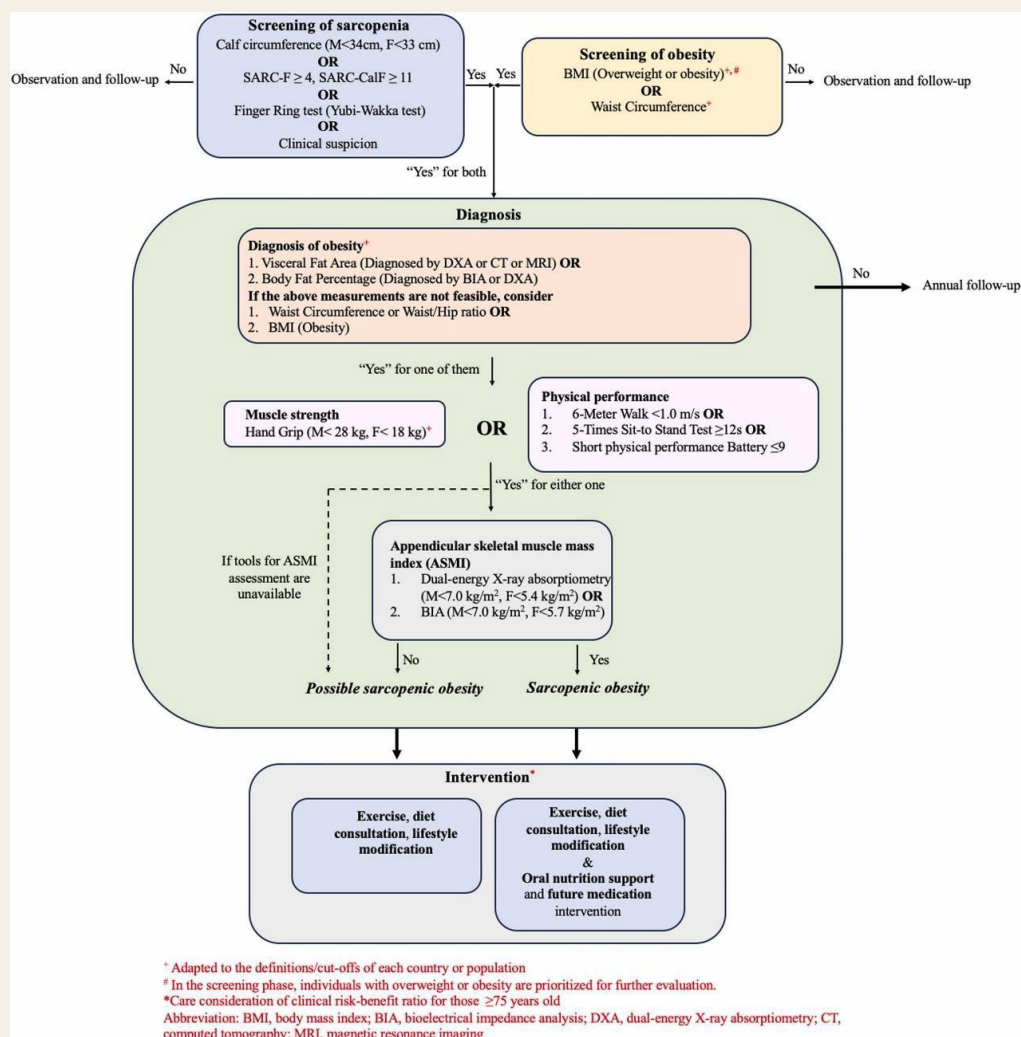 Screening of sarcopenia
Calf circumference (M<34cm, F<33 cm)
OR
SARC-F ≥ 4, SARC-CalF ≥ 11
OR
Finger Ring test (Yubi-Wakka test)
OR
Clinical suspicion
No
Observation and follow-up
Yes
Yes
Screening of obesity
BMI (Overweight or obesity)+,#
OR
Waist Circumference+
No
Observation and follow-up
"Yes" for both
Diagnosis
Diagnosis of obesity+
1. Visceral Fat Area (Diagnosed by DXA or CT or MRI) OR
2. Body Fat Percentage (Diagnosed by BIA or DXA)
If the above measurements are not feasible, consider
1. Waist Circumference or Waist/Hip ratio OR
2. BMI (Obesity)
No
Annual follow-up
"Yes" for one of them
Muscle strength
Hand Grip (M< 28 kg, F< 18 kg)+
OR
Physical performance
1. 6-Meter Walk <1.0 m/s OR
2. 5-Times Sit-to Stand Test ≥12s OR
3. Short physical performance Battery ≤9
"Yes" for either one
If tools for ASMI
assessment are
unavailable
Appendicular skeletal muscle mass
index (ASMI)
1. Dual-energy X-ray absorptiometry
(M<7.0 kg/m², F<5.4 kg/m²) OR
2. BIA (M<7.0 kg/m², F<5.7 kg/m²)
No
Yes
Possible sarcopenic obesity
Sarcopenic obesity
Intervention*
Exercise, diet
consultation, lifestyle
modification
Exercise, diet
consultation, lifestyle
modification
&
Oral nutrition support
and future medication
intervention
+ Adapted to the definitions/cut-offs of each country or population
# In the screening phase, individuals with overweight or obesity are prioritized for further evaluation.
*Care consideration of clinical risk-benefit ratio for those ≥75 years old
Abbreviation: BMI, body mass index; BIA, bioelectrical impedance analysis; DXA, dual-energy X-ray absorptiometry; CT,
computed tomography; MRI, magnetic resonance imaging